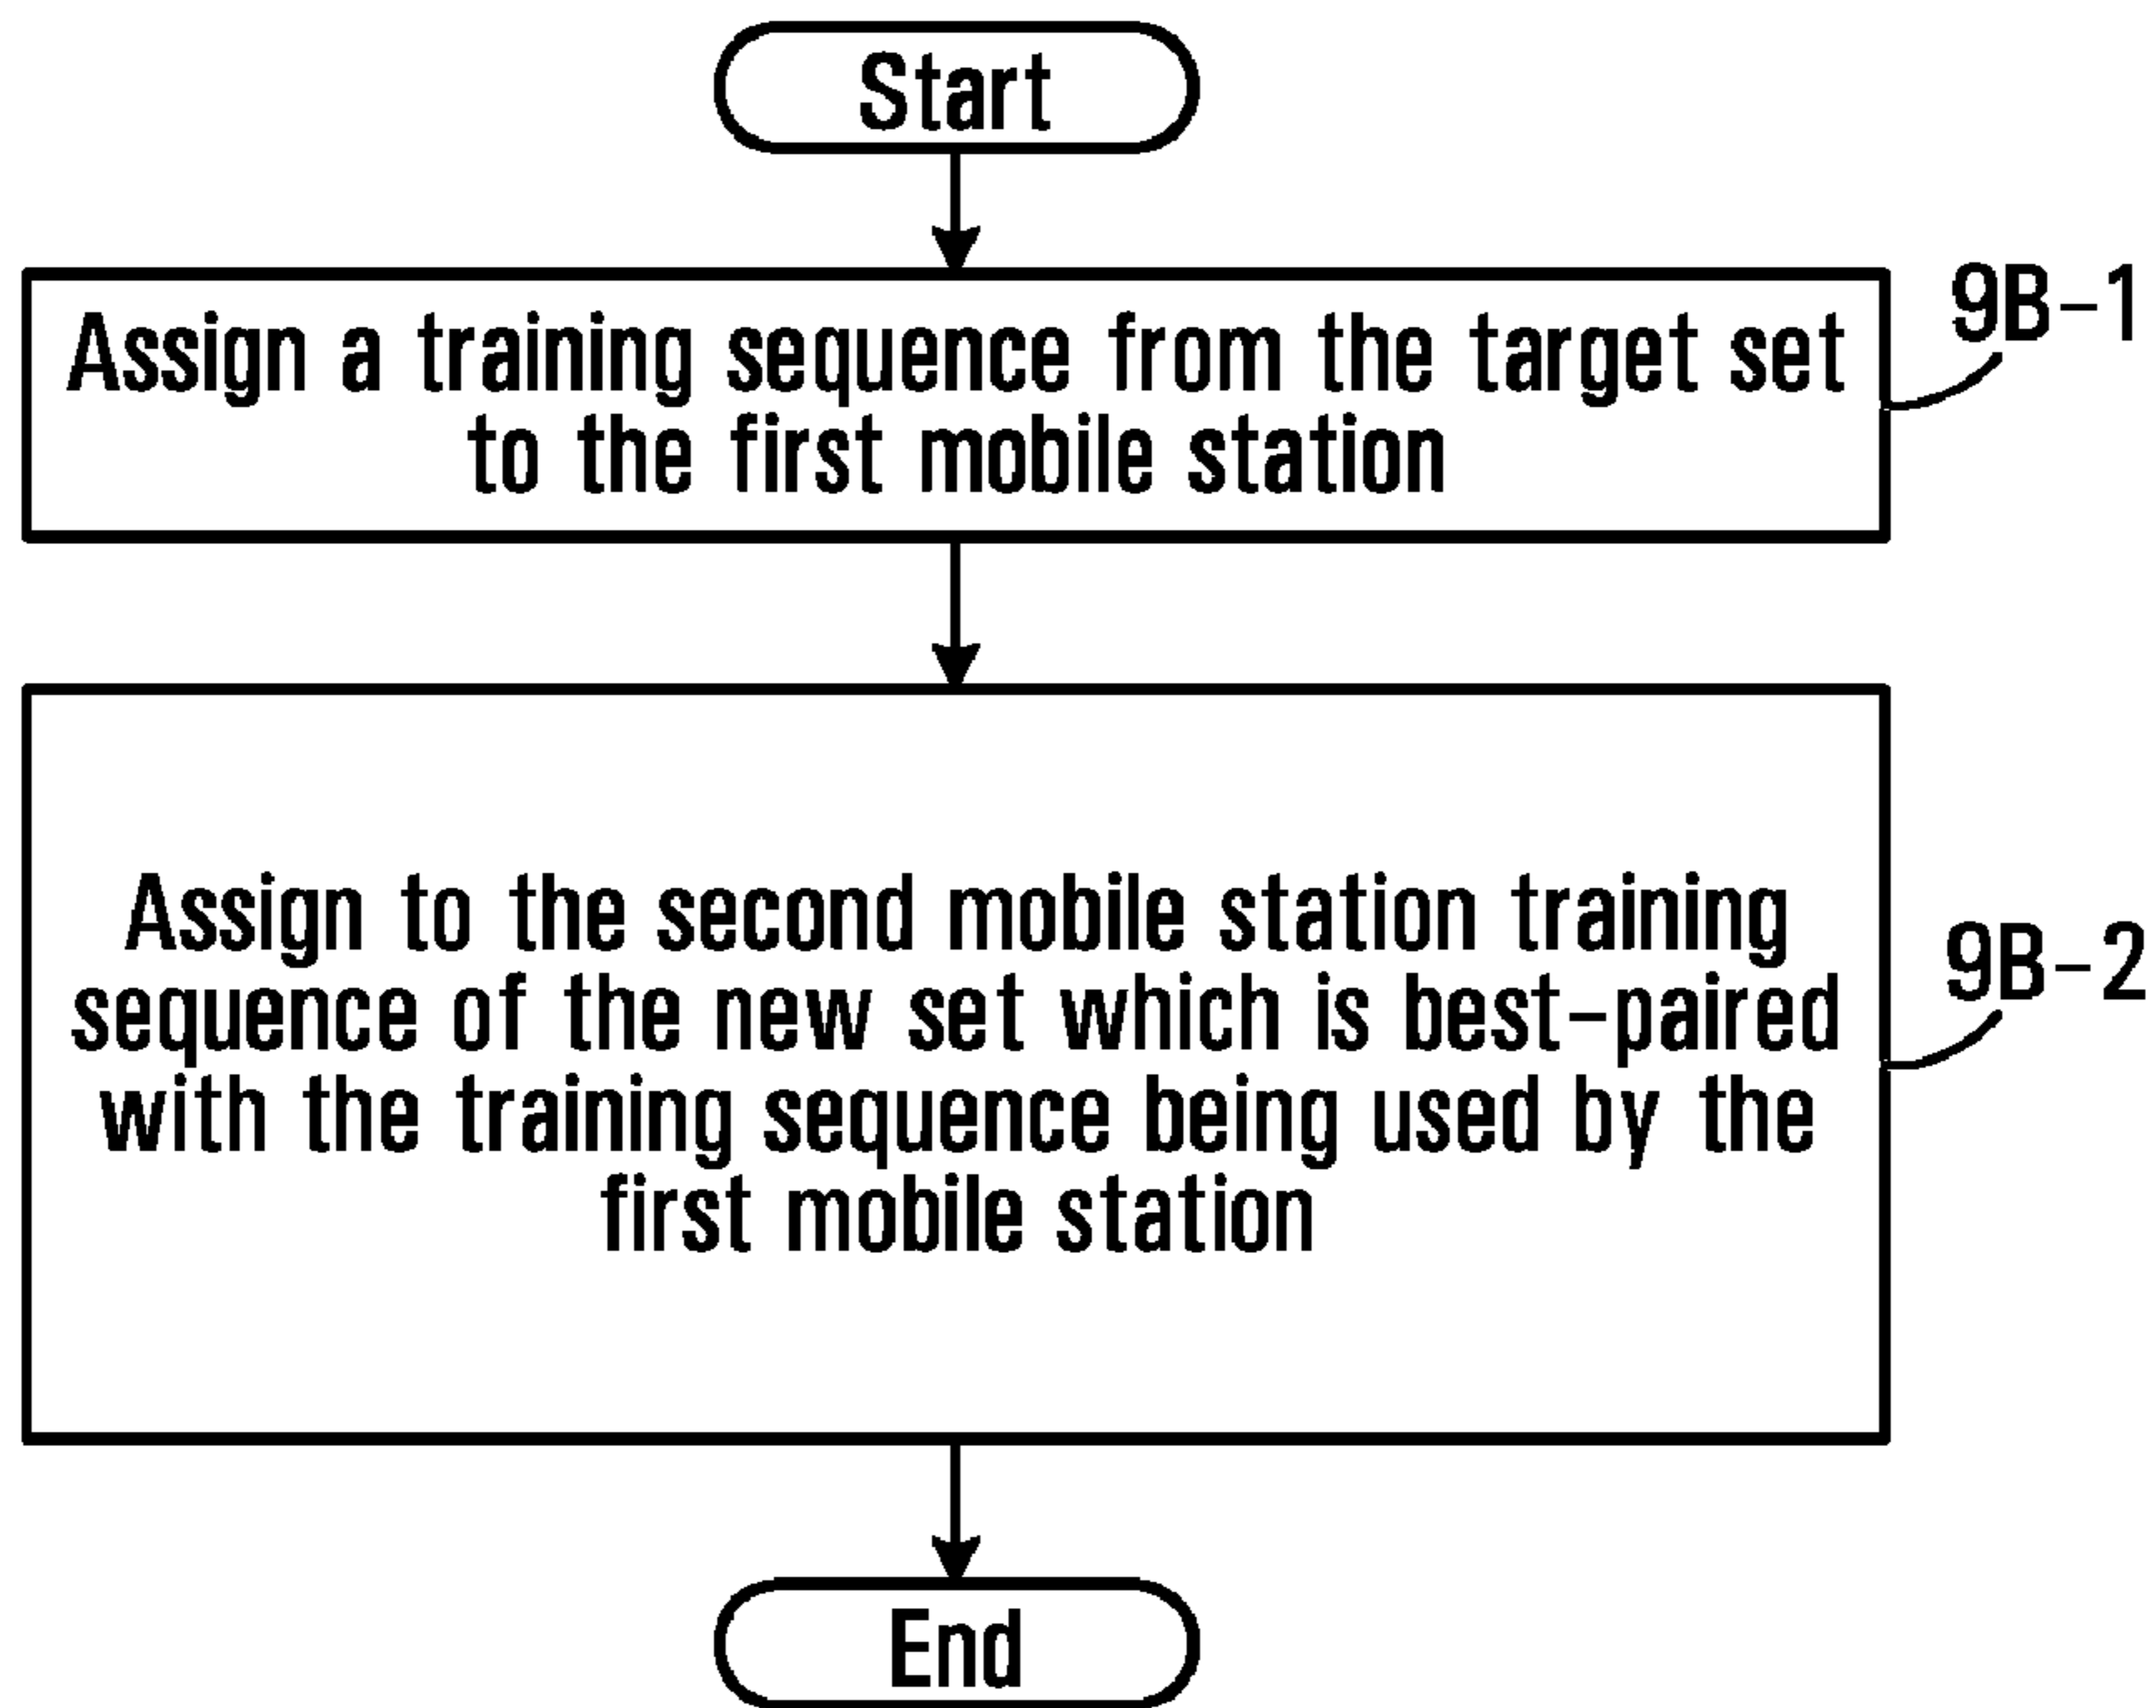 Start
9B-1
Assign a training sequence from the target set
to the first mobile station
Assign to the second mobile station training
sequence of the new set which is best-paired
with the training sequence being used by the
first mobile station
9B-2
End